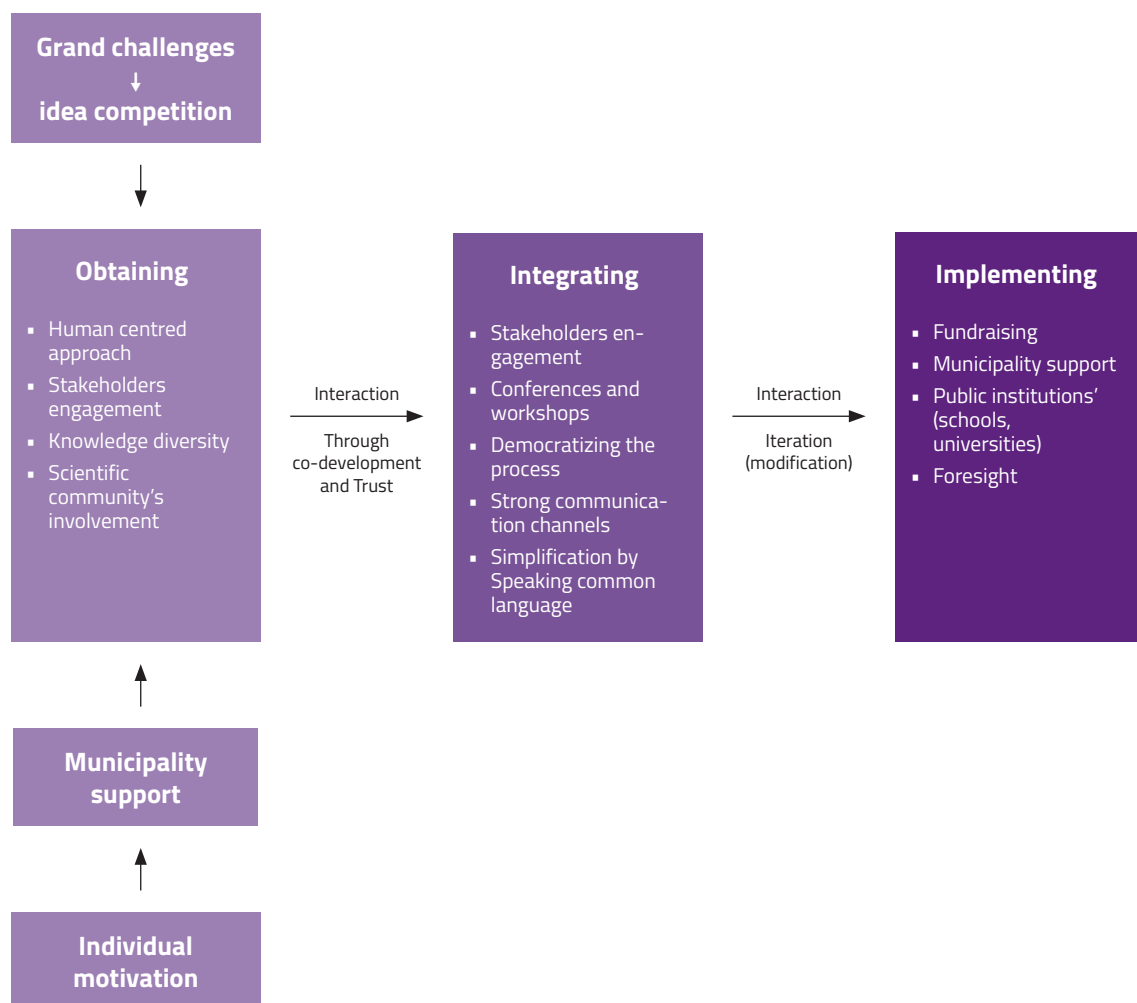 Grand challenges
↓
idea competition
Obtaining
▪ Human centred
approach
▪ Stakeholders
engagement
▪ Knowledge diversity
▪ Scientific
community's
involvement
Interaction
Through
co-development
and Trust
Integrating
▪ Stakeholders en-
gagement
▪ Conferences and
workshops
▪ Democratizing the
process
▪ Strong communica-
tion channels
▪ Simplification by
Speaking common
language
Interaction
Iteration
(modification)
Implementing
▪ Fundraising
▪ Municipality support
▪ Public institutions'
(schools,
universities)
▪ Foresight
Municipality
support
Individual
motivation